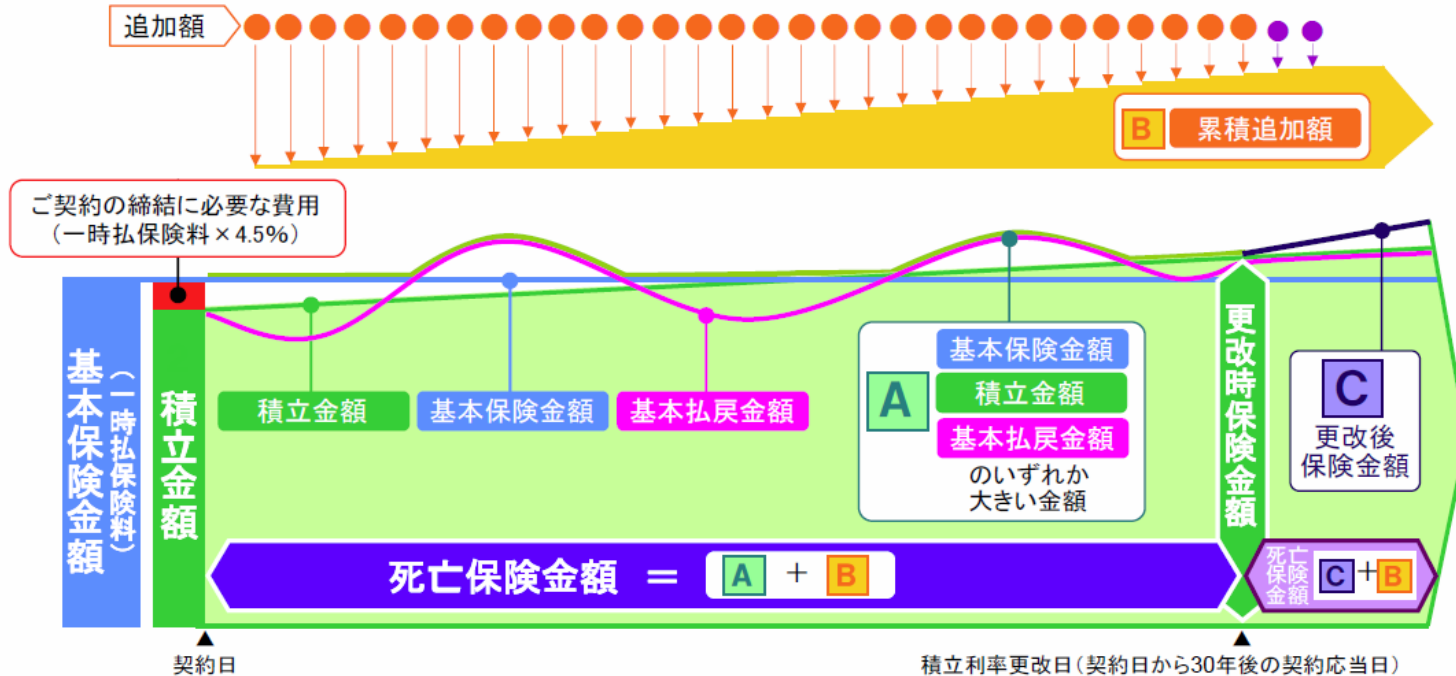 追加額
B 累積追加額
ご契約の締結に必要な費用
（一時払保険料×4.5%）
基本保険金額
（一時払保険料）
積立金額
積立金額
基本保険金額
基本払戻金額
A
基本保険金額
積立金額
基本払戻金額
のいずれか
大きい金額
更改時保険金額
C
更改後
保険金額
死亡保険金額 ＝ A + B
死亡
保険
金額
C+B
▲
契約日
▲
積立利率更改日（契約日から30年後の契約応当日）